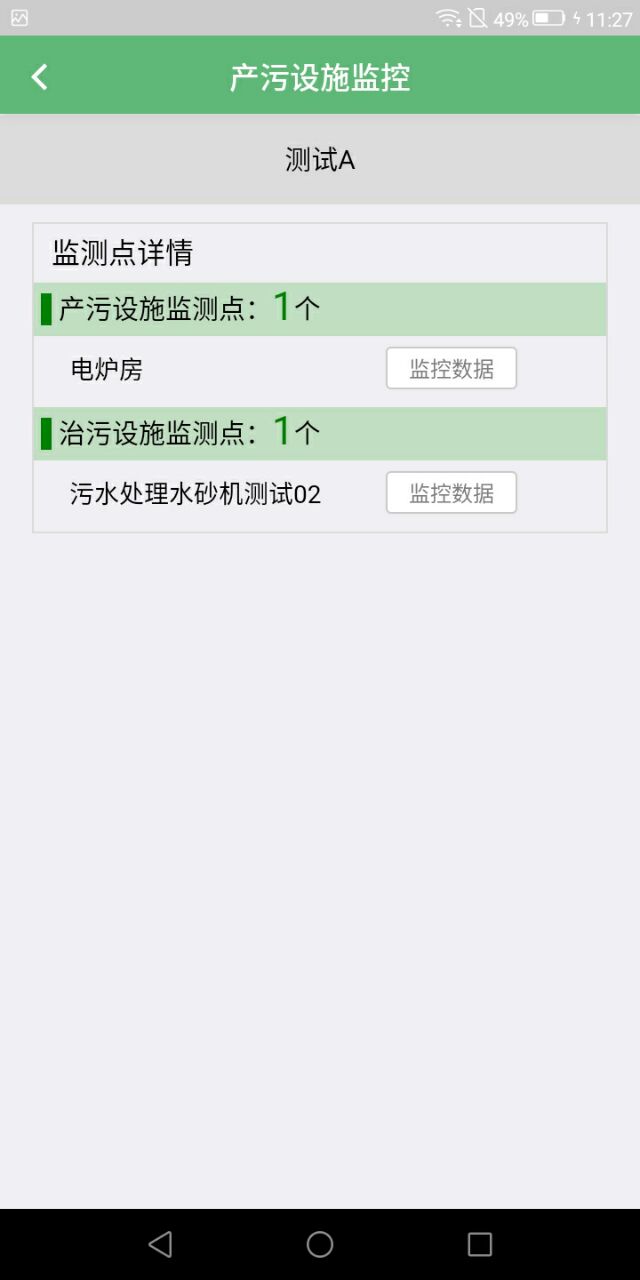 49% 11:27
产污设施监控
测试A
监测点详情
产污设施监测点：1个
电炉房 监控数据
治污设施监测点：1个
污水处理水砂机测试02 监控数据